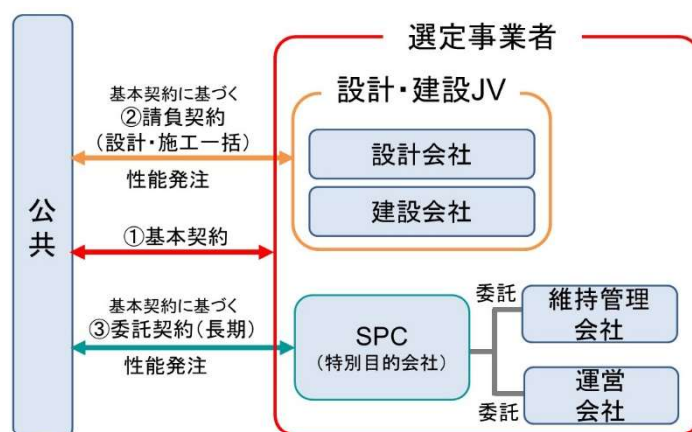 選定事業者
基本契約に基づく
②請負契約
(設計・施工一括)
性能発注
設計・建設JV
設計会社
建設会社
公共
①基本契約
基本契約に基づく
③委託契約(長期)
性能発注
SPC
(特別目的会社)
委託
維持管理
会社
委託
運営
会社